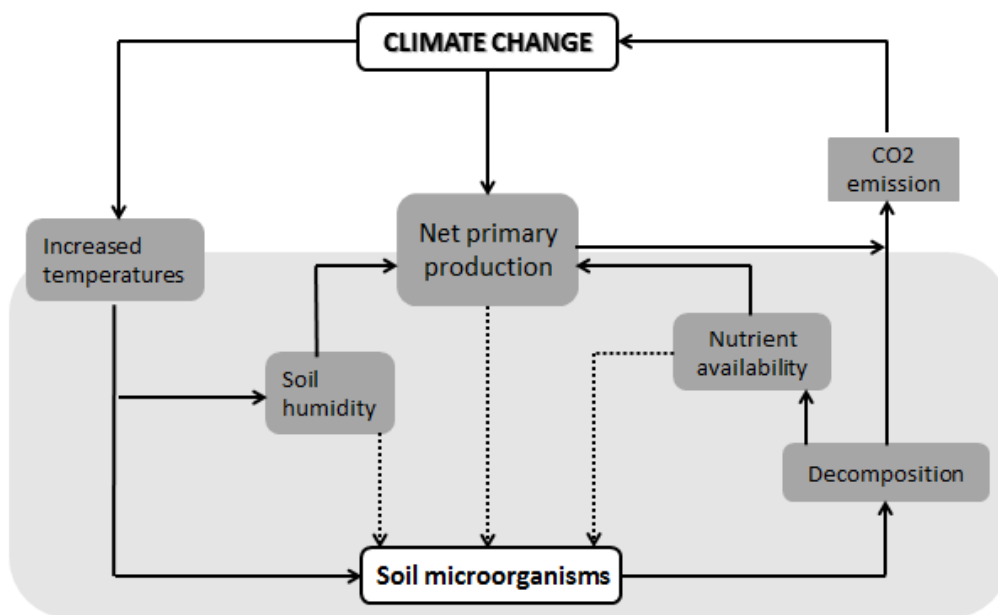 CLIMATE CHANGE
CO2
emission
Increased
temperatures
Net primary
production
Nutrient
availability
Soil
humidity
Decomposition
Soil microorganisms